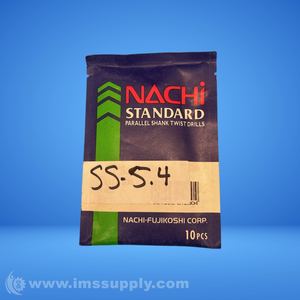 NACHi
STANDARD
PARALLEL SHANK TWIST DRILLS
SS-5.4
NACHI-FUJIKOSHI CORP.
10PCS
© www.imssupply.com